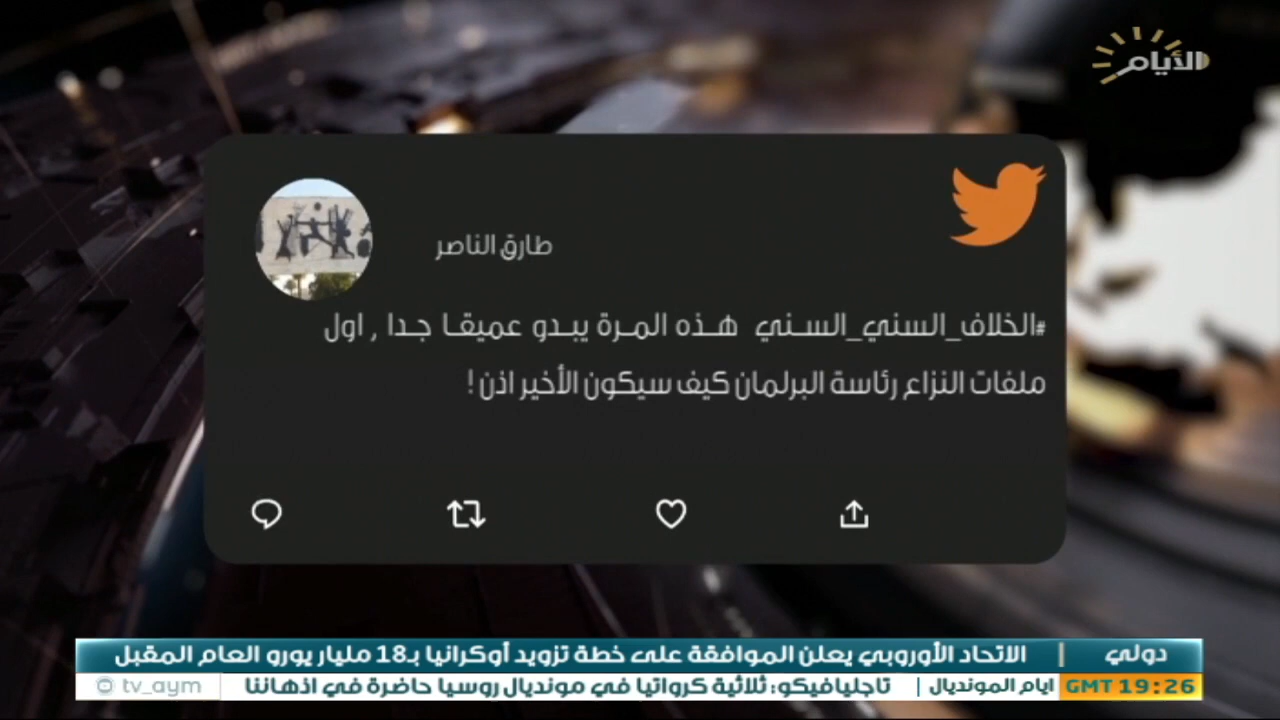 الأيام
طارق الناصر
#الخلاف_السني_السني هذه المرة يبدو عميقا جدا , اول
ملفات النزاع رئاسة البرلمان كيف سيكون الأخير اذن !
دولي | الاتحاد الأوروبي يعلن الموافقة على خطة تزويد أوكرانيا بـ18 مليار يورو العام المقبل
GMT 19:26 ايام المونديال | تاجليافيكو: ثلاثية كرواتيا في مونديال روسيا حاضرة في اذهاننا tv_aym